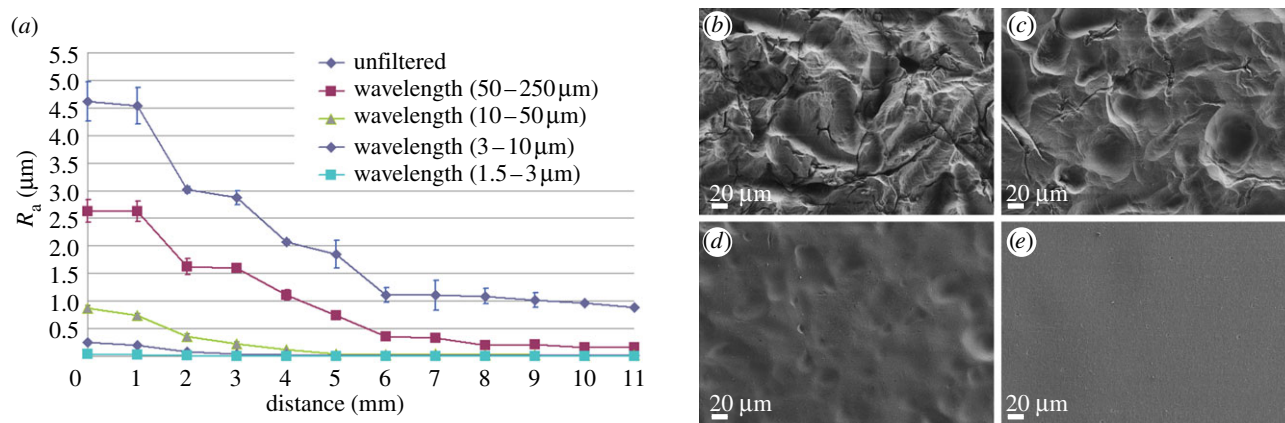 (a)
5.5
5.0
4.5
4.0
3.5
3.0
2.5
2.0
1.5
1.0
0.5
R_a (μm)
unfiltered
wavelength (50–250 μm)
wavelength (10–50 μm)
wavelength (3–10 μm)
wavelength (1.5–3 μm)
0 1 2 3 4 5 6 7 8 9 10 11
distance (mm)
(b)
20 μm
(c)
20 μm
(d)
20 μm
(e)
20 μm